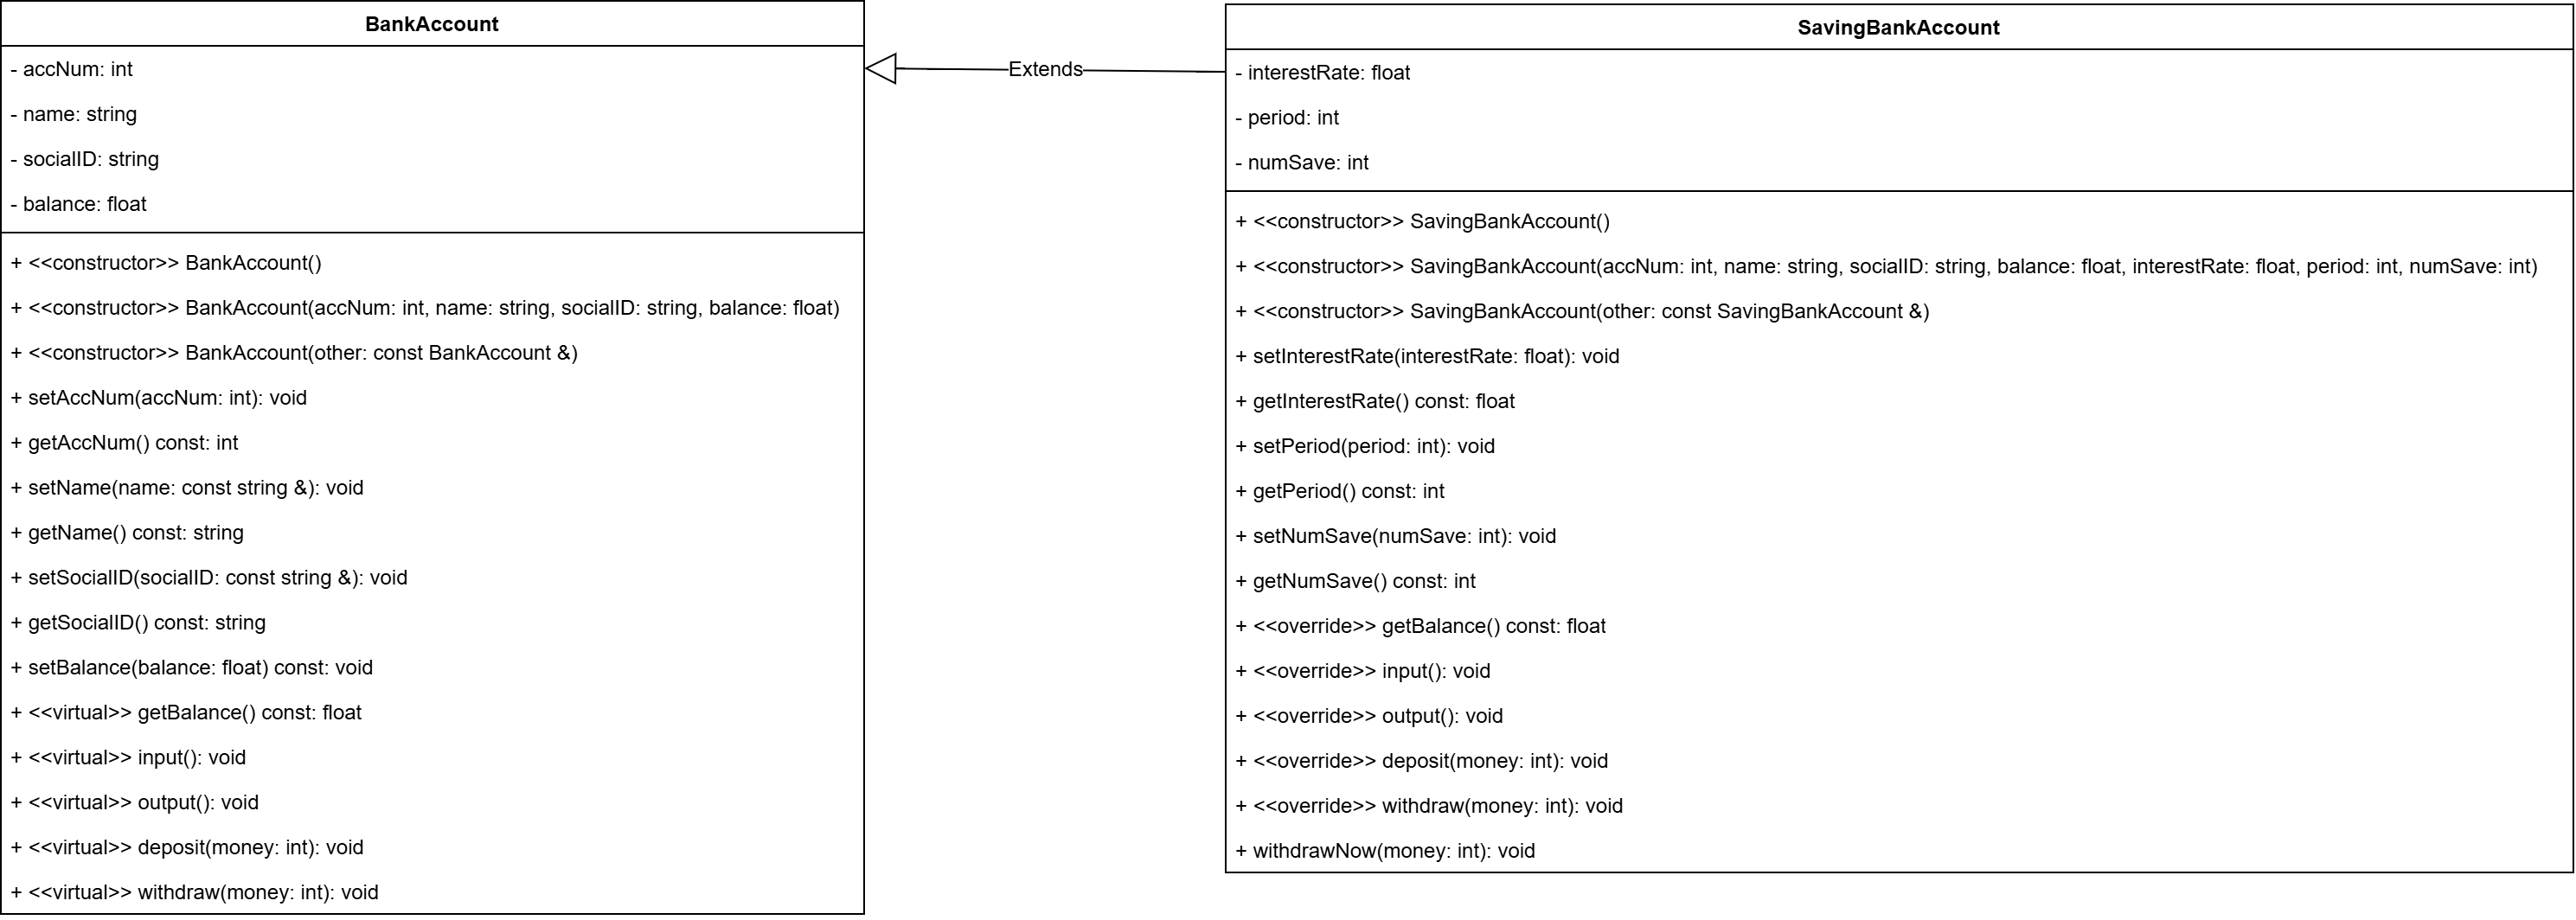 BankAccount
- accNum: int
- name: string
- socialID: string
- balance: float
+ <<constructor>> BankAccount()
+ <<constructor>> BankAccount(accNum: int, name: string, socialID: string, balance: float)
+ <<constructor>> BankAccount(other: const BankAccount &)
+ setAccNum(accNum: int): void
+ getAccNum() const: int
+ setName(name: const string &): void
+ getName() const: string
+ setSocialID(socialID: const string &): void
+ getSocialID() const: string
+ setBalance(balance: float) const: void
+ <<virtual>> getBalance() const: float
+ <<virtual>> input(): void
+ <<virtual>> output(): void
+ <<virtual>> deposit(money: int): void
+ <<virtual>> withdraw(money: int): void
Extends
SavingBankAccount
- interestRate: float
- period: int
- numSave: int
+ <<constructor>> SavingBankAccount()
+ <<constructor>> SavingBankAccount(accNum: int, name: string, socialID: string, balance: float, interestRate: float, period: int, numSave: int)
+ <<constructor>> SavingBankAccount(other: const SavingBankAccount &)
+ setInterestRate(interestRate: float): void
+ getInterestRate() const: float
+ setPeriod(period: int): void
+ getPeriod() const: int
+ setNumSave(numSave: int): void
+ getNumSave() const: int
+ <<override>> getBalance() const: float
+ <<override>> input(): void
+ <<override>> output(): void
+ <<override>> deposit(money: int): void
+ <<override>> withdraw(money: int): void
+ withdrawNow(money: int): void